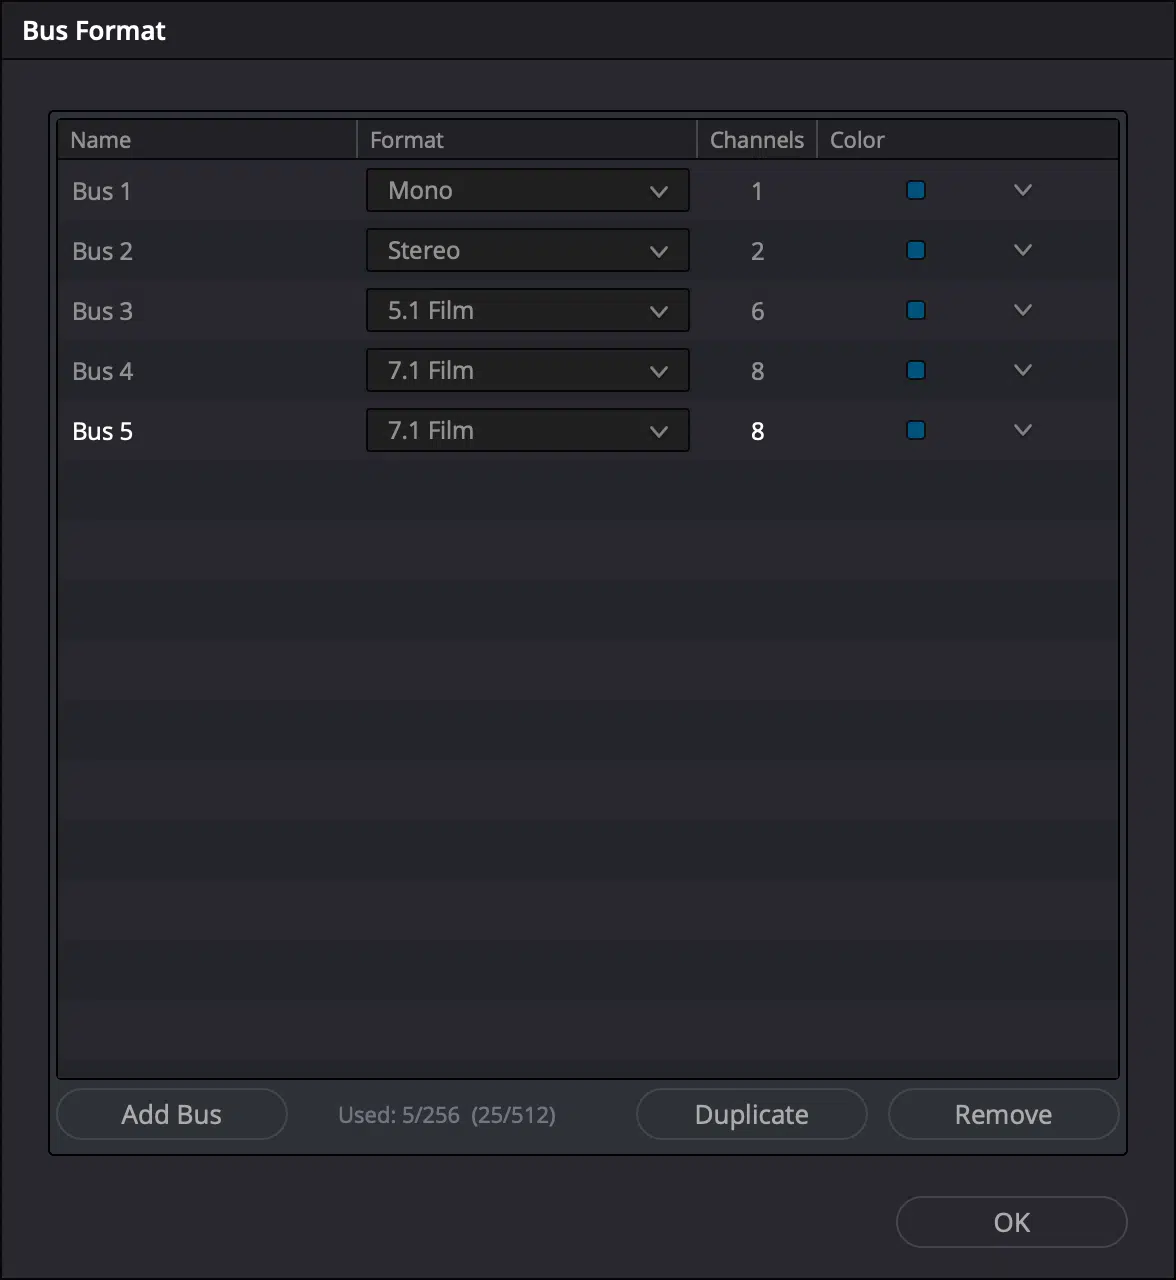 Bus Format
Name Format Channels Color
Bus 1 Mono 1
Bus 2 Stereo 2
Bus 3 5.1 Film 6
Bus 4 7.1 Film 8
Bus 5 7.1 Film 8
Add Bus Used: 5/256 (25/512) Duplicate Remove
OK